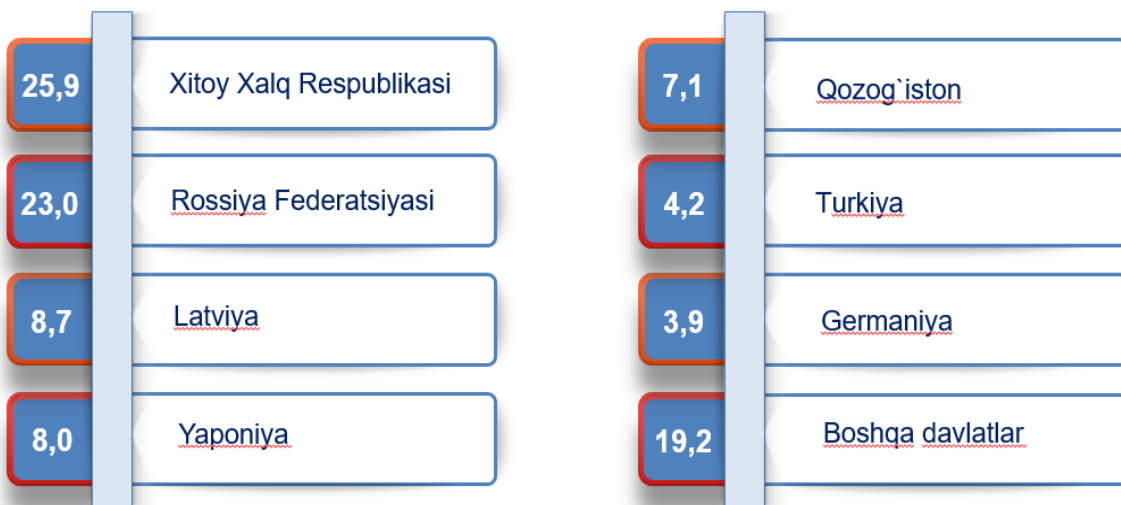 25,9 Xitoy Xalq Respublikasi
23,0 Rossiya Federatsiyasi
8,7 Latviya
8,0 Yaponiya
7,1 Qozog`iston
4,2 Turkiya
3,9 Germaniya
19,2 Boshqa davlatlar